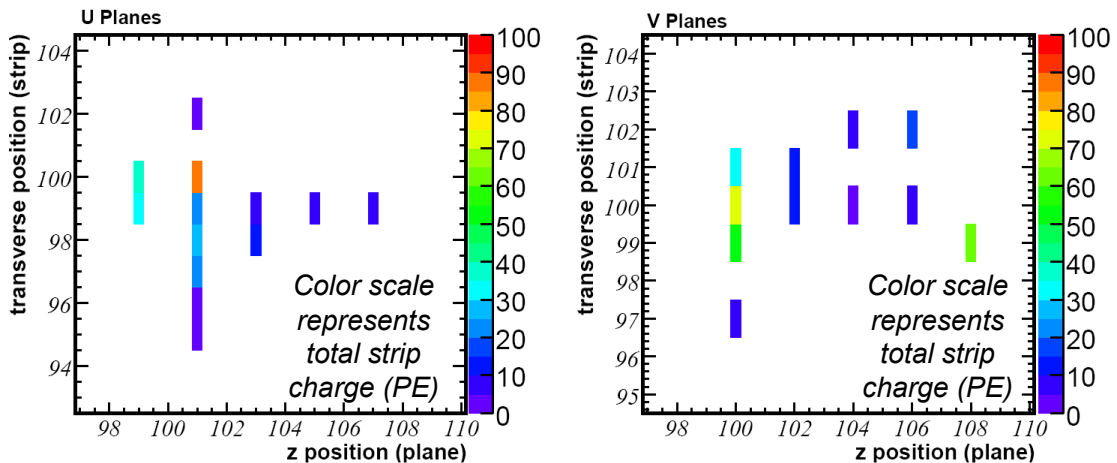 U Planes
transverse position (strip)
104
102
100
98
96
94
98 100 102 104 106 108 110
z position (plane)
Color scale
represents
total strip
charge (PE)
100
90
80
70
60
50
40
30
20
10
0
V Planes
transverse position (strip)
104
103
102
101
100
99
98
97
96
95
98 100 102 104 106 108 110
z position (plane)
Color scale
represents
total strip
charge (PE)
100
90
80
70
60
50
40
30
20
10
0